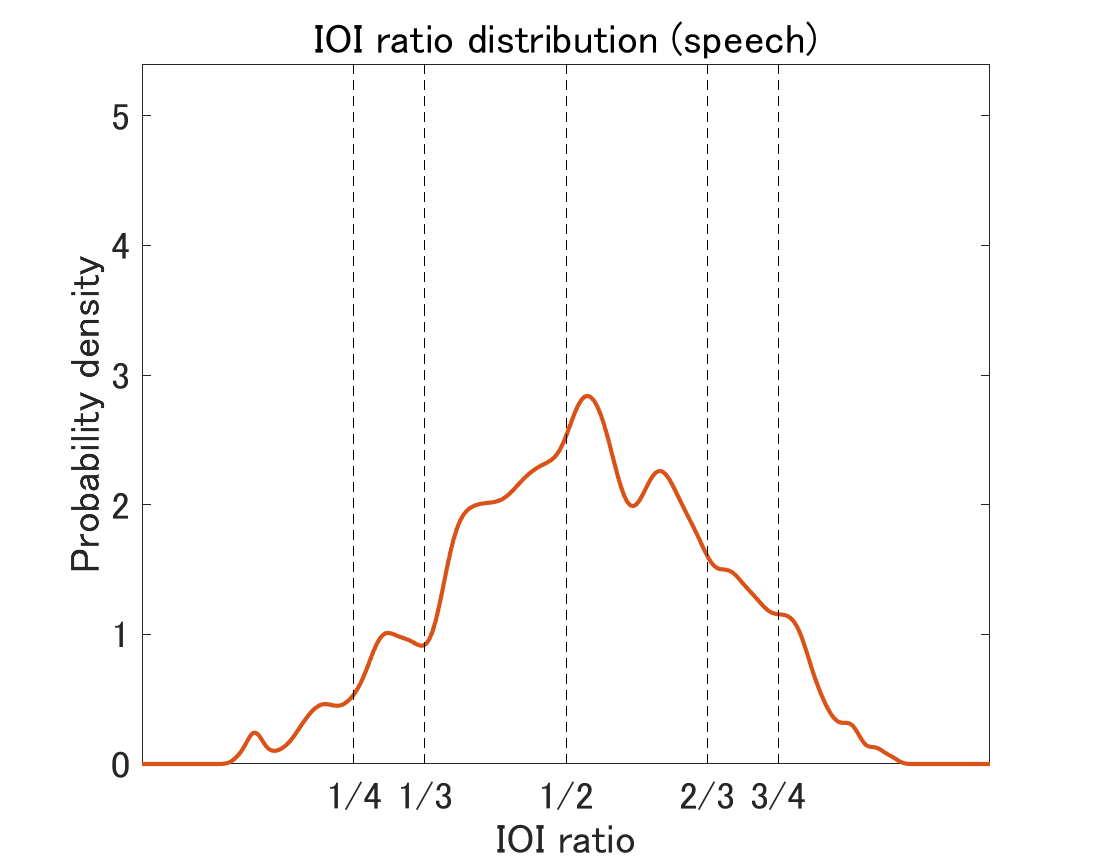 IOI ratio distribution (speech)
5
4
3
2
1
0
Probability density
1/4 1/3 1/2 2/3 3/4
IOI ratio